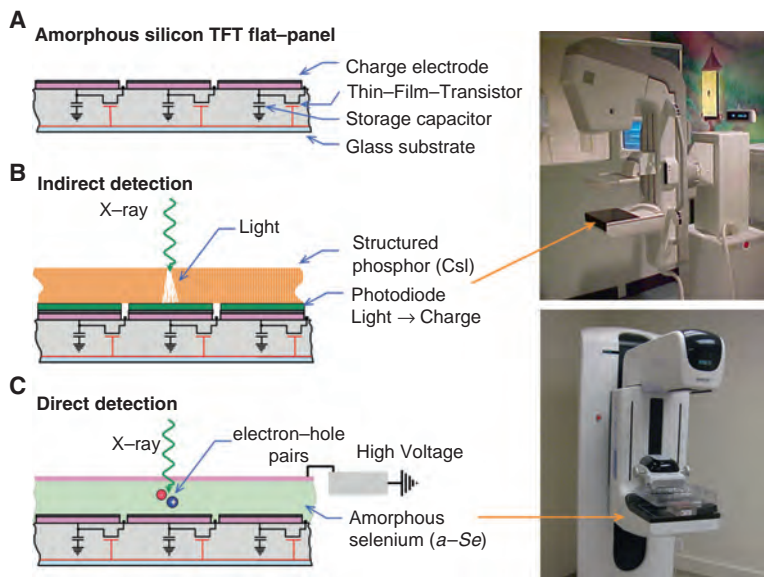 A
Amorphous silicon TFT flat–panel
Charge electrode
Thin–Film–Transistor
Storage capacitor
Glass substrate
B
Indirect detection
X–ray
Light
Structured
phosphor (CsI)
Photodiode
Light → Charge
C
Direct detection
X–ray
electron–hole
pairs
High Voltage
Amorphous
selenium (a–Se)